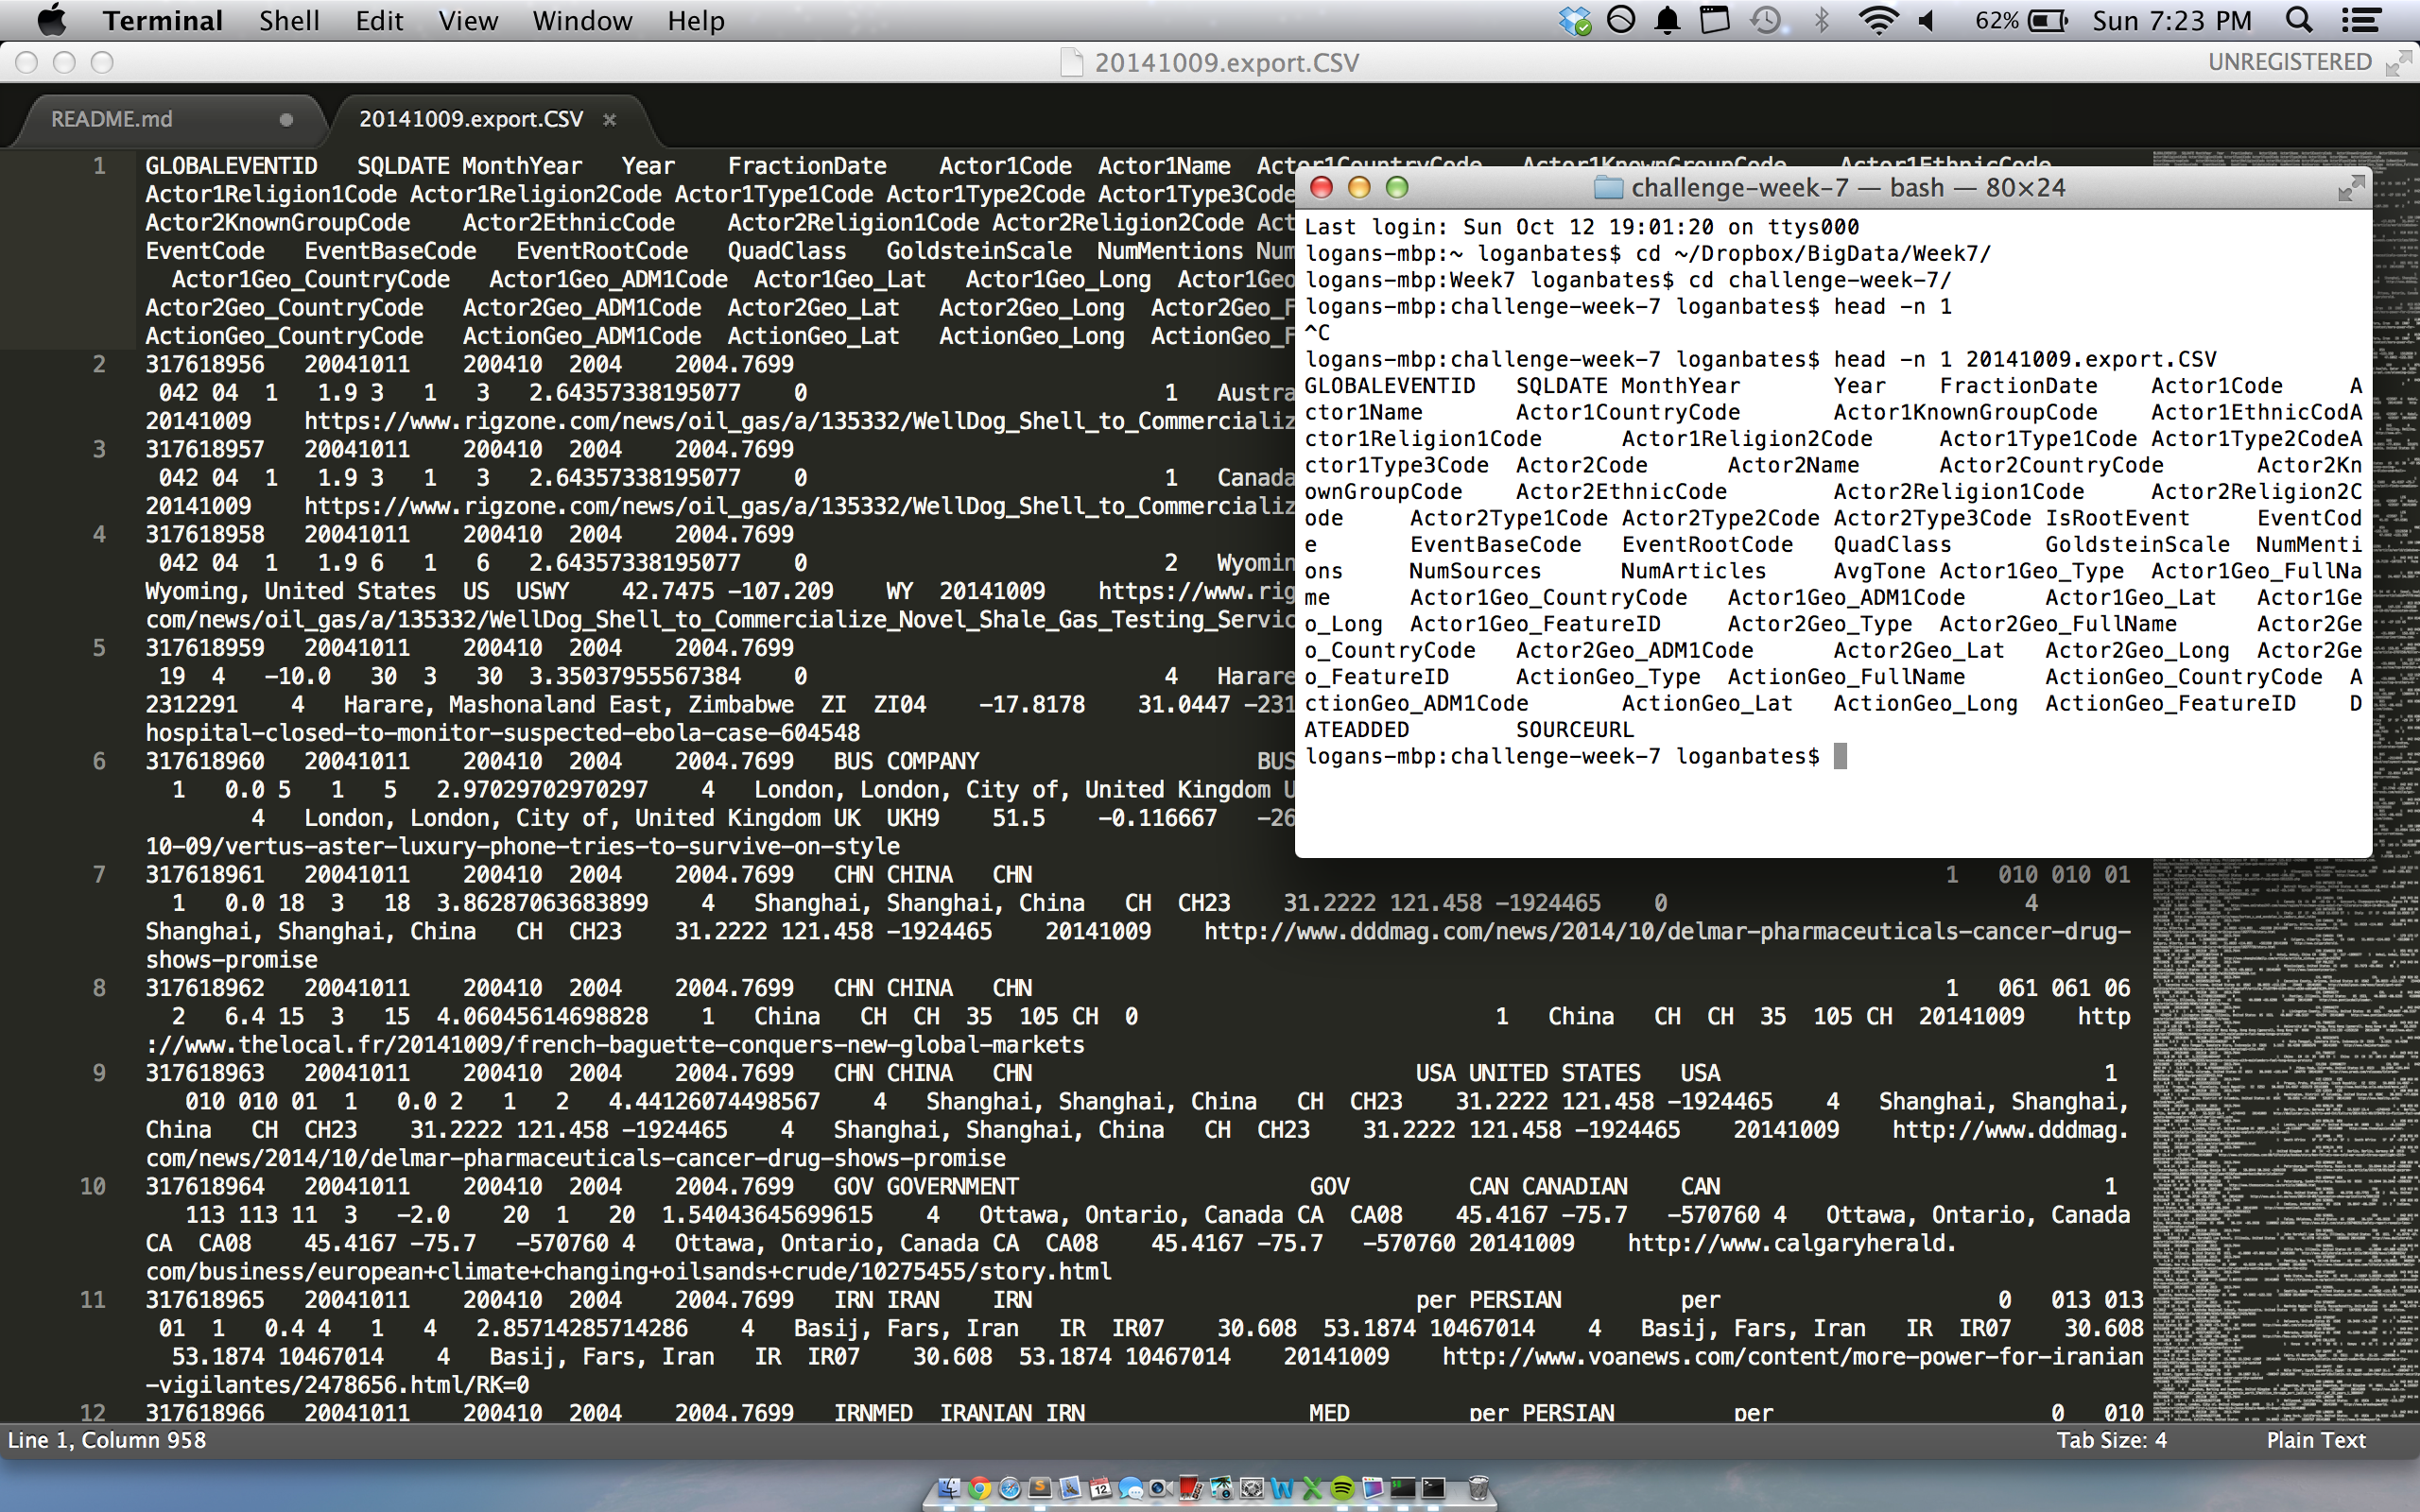 Terminal Shell Edit View Window Help 62% Sun 7:23 PM
20141009.export.CSV UNREGISTERED
README.md 20141009.export.CSV
1 GLOBALEVENTID SQLDATE MonthYear Year FractionDate Actor1Code Actor1Name Actor1CountryCode Actor1KnownGroupCode Actor1EthnicCode
Actor1Religion1Code Actor1Religion2Code Actor1Type1Code Actor1Type2Code Actor1Type3Code
Actor2KnownGroupCode Actor2EthnicCode Actor2Religion1Code Actor2Religion2Code Act
EventCode EventBaseCode EventRootCode QuadClass GoldsteinScale NumMentions Num
Actor1Geo_CountryCode Actor1Geo_ADM1Code Actor1Geo_Lat Actor1Geo_Long Actor1Geo
Actor2Geo_CountryCode Actor2Geo_ADM1Code Actor2Geo_Lat Actor2Geo_Long Actor2Geo_F
ActionGeo_CountryCode ActionGeo_ADM1Code ActionGeo_Lat ActionGeo_Long ActionGeo_F
2 317618956 20041011 200410 2004 2004.7699
042 04 1 1.9 3 1 3 2.64357338195077 0 1 Austra
20141009 https://www.rigzone.com/news/oil_gas/a/135332/WellDog_Shell_to_Commercializ
3 317618957 20041011 200410 2004 2004.7699
042 04 1 1.9 3 1 3 2.64357338195077 0 1 Canada
20141009 https://www.rigzone.com/news/oil_gas/a/135332/WellDog_Shell_to_Commercializ
4 317618958 20041011 200410 2004 2004.7699
042 04 1 1.9 6 1 6 2.64357338195077 0 2 Wyomin
Wyoming, United States US USWY 42.7475 -107.209 WY 20141009 https://www.rig
com/news/oil_gas/a/135332/WellDog_Shell_to_Commercialize_Novel_Shale_Gas_Testing_Servic
5 317618959 20041011 200410 2004 2004.7699
19 4 -10.0 30 3 30 3.35037955567384 0 4 Harare
2312291 4 Harare, Mashonaland East, Zimbabwe ZI ZI04 -17.8178 31.0447 -231
hospital-closed-to-monitor-suspected-ebola-case-604548
6 317618960 20041011 200410 2004 2004.7699 BUS COMPANY BUS
1 0.0 5 1 5 2.97029702970297 4 London, London, City of, United Kingdom U
4 London, London, City of, United Kingdom UK UKH9 51.5 -0.116667 -26
10-09/vertus-aster-luxury-phone-tries-to-survive-on-style
7 317618961 20041011 200410 2004 2004.7699 CHN CHINA CHN 1 010 010 01
1 0.0 18 3 18 3.86287063683899 4 Shanghai, Shanghai, China CH CH23 31.2222 121.458 -1924465 0 4
Shanghai, Shanghai, China CH CH23 31.2222 121.458 -1924465 20141009 http://www.dddmag.com/news/2014/10/delmar-pharmaceuticals-cancer-drug-
shows-promise
8 317618962 20041011 200410 2004 2004.7699 CHN CHINA CHN 1 061 061 06
2 6.4 15 3 15 4.06045614698828 1 China CH CH 35 105 CH 0 1 China CH CH 35 105 CH 20141009 http
://www.thelocal.fr/20141009/french-baguette-conquers-new-global-markets
9 317618963 20041011 200410 2004 2004.7699 CHN CHINA CHN USA UNITED STATES USA 1
010 010 01 1 0.0 2 1 2 4.44126074498567 4 Shanghai, Shanghai, China CH CH23 31.2222 121.458 -1924465 4 Shanghai, Shanghai,
China CH CH23 31.2222 121.458 -1924465 4 Shanghai, Shanghai, China CH CH23 31.2222 121.458 -1924465 20141009 http://www.dddmag.
com/news/2014/10/delmar-pharmaceuticals-cancer-drug-shows-promise
10 317618964 20041011 200410 2004 2004.7699 GOV GOVERNMENT GOV CAN CANADIAN CAN 1
113 113 11 3 -2.0 20 1 20 1.54043645699615 4 Ottawa, Ontario, Canada CA CA08 45.4167 -75.7 -570760 4 Ottawa, Ontario, Canada
CA CA08 45.4167 -75.7 -570760 4 Ottawa, Ontario, Canada CA CA08 45.4167 -75.7 -570760 20141009 http://www.calgaryherald.
com/business/european+climate+changing+oilsands+crude/10275455/story.html
11 317618965 20041011 200410 2004 2004.7699 IRN IRAN IRN per PERSIAN per 0 013 013
01 1 0.4 4 1 4 2.85714285714286 4 Basij, Fars, Iran IR IR07 30.608 53.1874 10467014 4 Basij, Fars, Iran IR IR07 30.608
53.1874 10467014 4 Basij, Fars, Iran IR IR07 30.608 53.1874 10467014 20141009 http://www.voanews.com/content/more-power-for-iranian
-vigilantes/2478656.html/RK=0
12 317618966 20041011 200410 2004 2004.7699 IRNMED IRANIAN IRN MED per PERSIAN per 0 010
Line 1, Column 958 Tab Size: 4 Plain Text
challenge-week-7 — bash — 80×24
Last login: Sun Oct 12 19:01:20 on ttys000
logans-mbp:~ loganbates$ cd ~/Dropbox/BigData/Week7/
logans-mbp:Week7 loganbates$ cd challenge-week-7/
logans-mbp:challenge-week-7 loganbates$ head -n 1
^C
logans-mbp:challenge-week-7 loganbates$ head -n 1 20141009.export.CSV
GLOBALEVENTID SQLDATE MonthYear Year FractionDate Actor1Code A
ctor1Name Actor1CountryCode Actor1KnownGroupCode Actor1EthnicCodA
ctor1Religion1Code Actor1Religion2Code Actor1Type1Code Actor1Type2CodeA
ctor1Type3Code Actor2Code Actor2Name Actor2CountryCode Actor2Kn
ownGroupCode Actor2EthnicCode Actor2Religion1Code Actor2Religion2C
ode Actor2Type1Code Actor2Type2Code Actor2Type3Code IsRootEvent EventCod
e EventBaseCode EventRootCode QuadClass GoldsteinScale NumMenti
ons NumSources NumArticles AvgTone Actor1Geo_Type Actor1Geo_FullNa
me Actor1Geo_CountryCode Actor1Geo_ADM1Code Actor1Geo_Lat Actor1Ge
o_Long Actor1Geo_FeatureID Actor2Geo_Type Actor2Geo_FullName Actor2Ge
o_CountryCode Actor2Geo_ADM1Code Actor2Geo_Lat Actor2Geo_Long Actor2Ge
o_FeatureID ActionGeo_Type ActionGeo_FullName ActionGeo_CountryCode A
ctionGeo_ADM1Code ActionGeo_Lat ActionGeo_Long ActionGeo_FeatureID D
ATEADDED SOURCEURL
logans-mbp:challenge-week-7 loganbates$